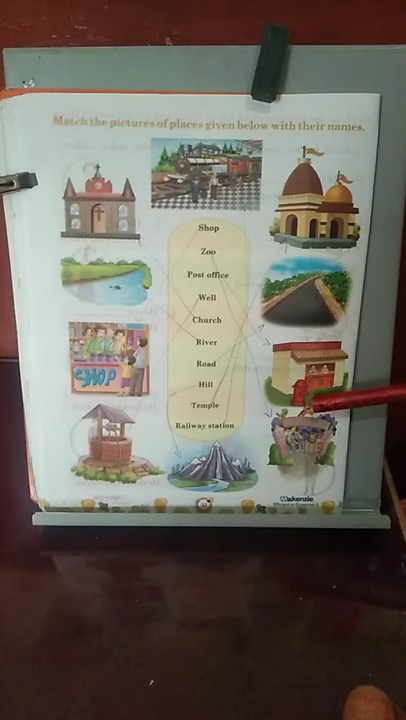 Match the pictures of places given below with their names.
Shop
Zoo
Post office
Well
Church
River
Road
Hill
Temple
Railway station
SHOP